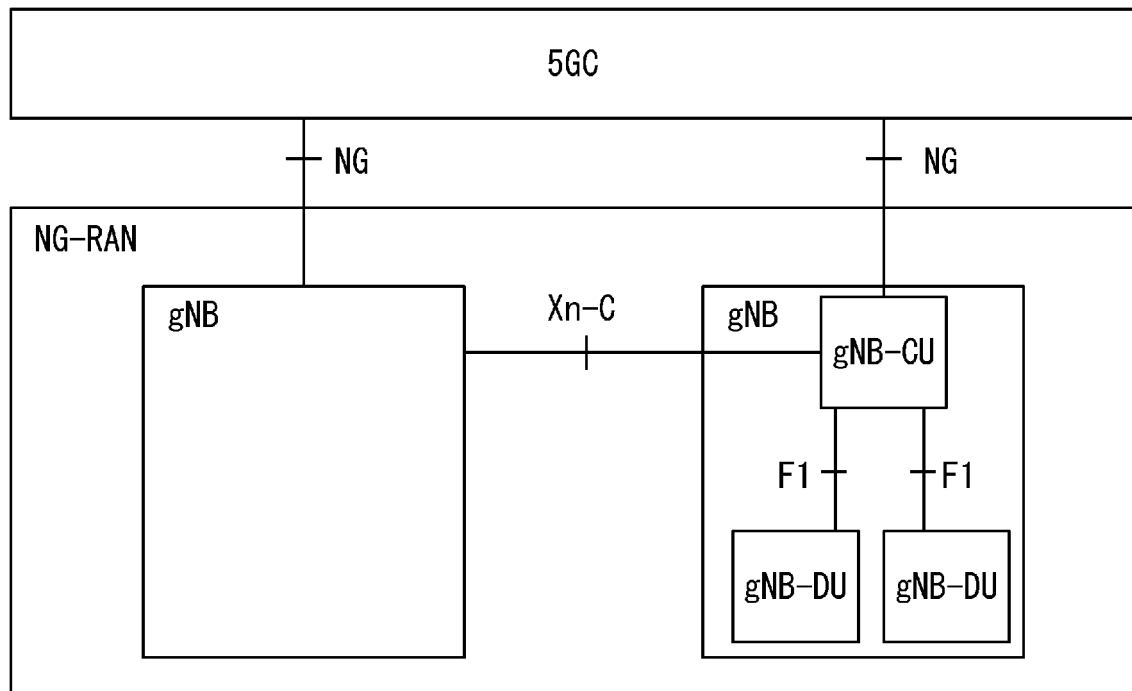 5GC
NG
NG
NG-RAN
gNB
Xn-C
gNB
gNB-CU
F1
F1
gNB-DU
gNB-DU